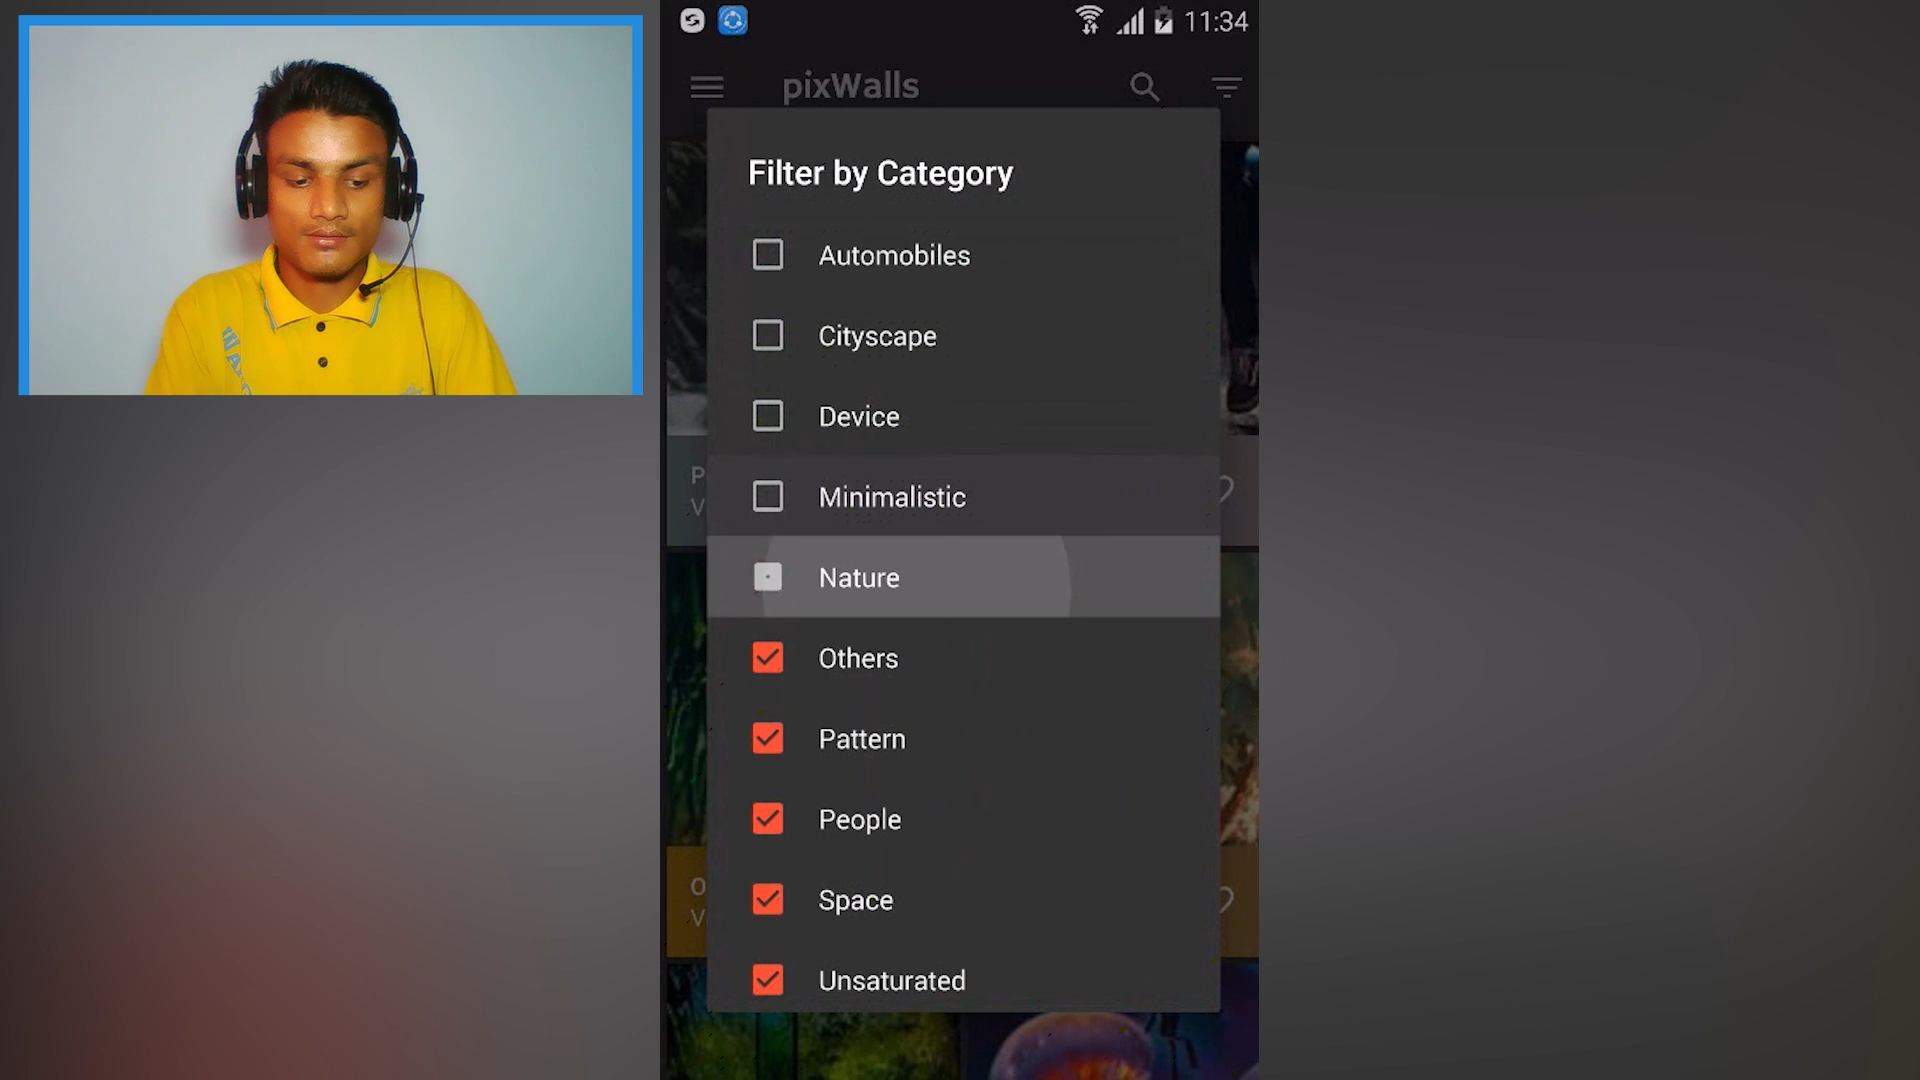 11:34
pixWalls
Filter by Category
Automobiles
Cityscape
Device
Minimalistic
Nature
Others
Pattern
People
Space
Unsaturated
P
V
O
V